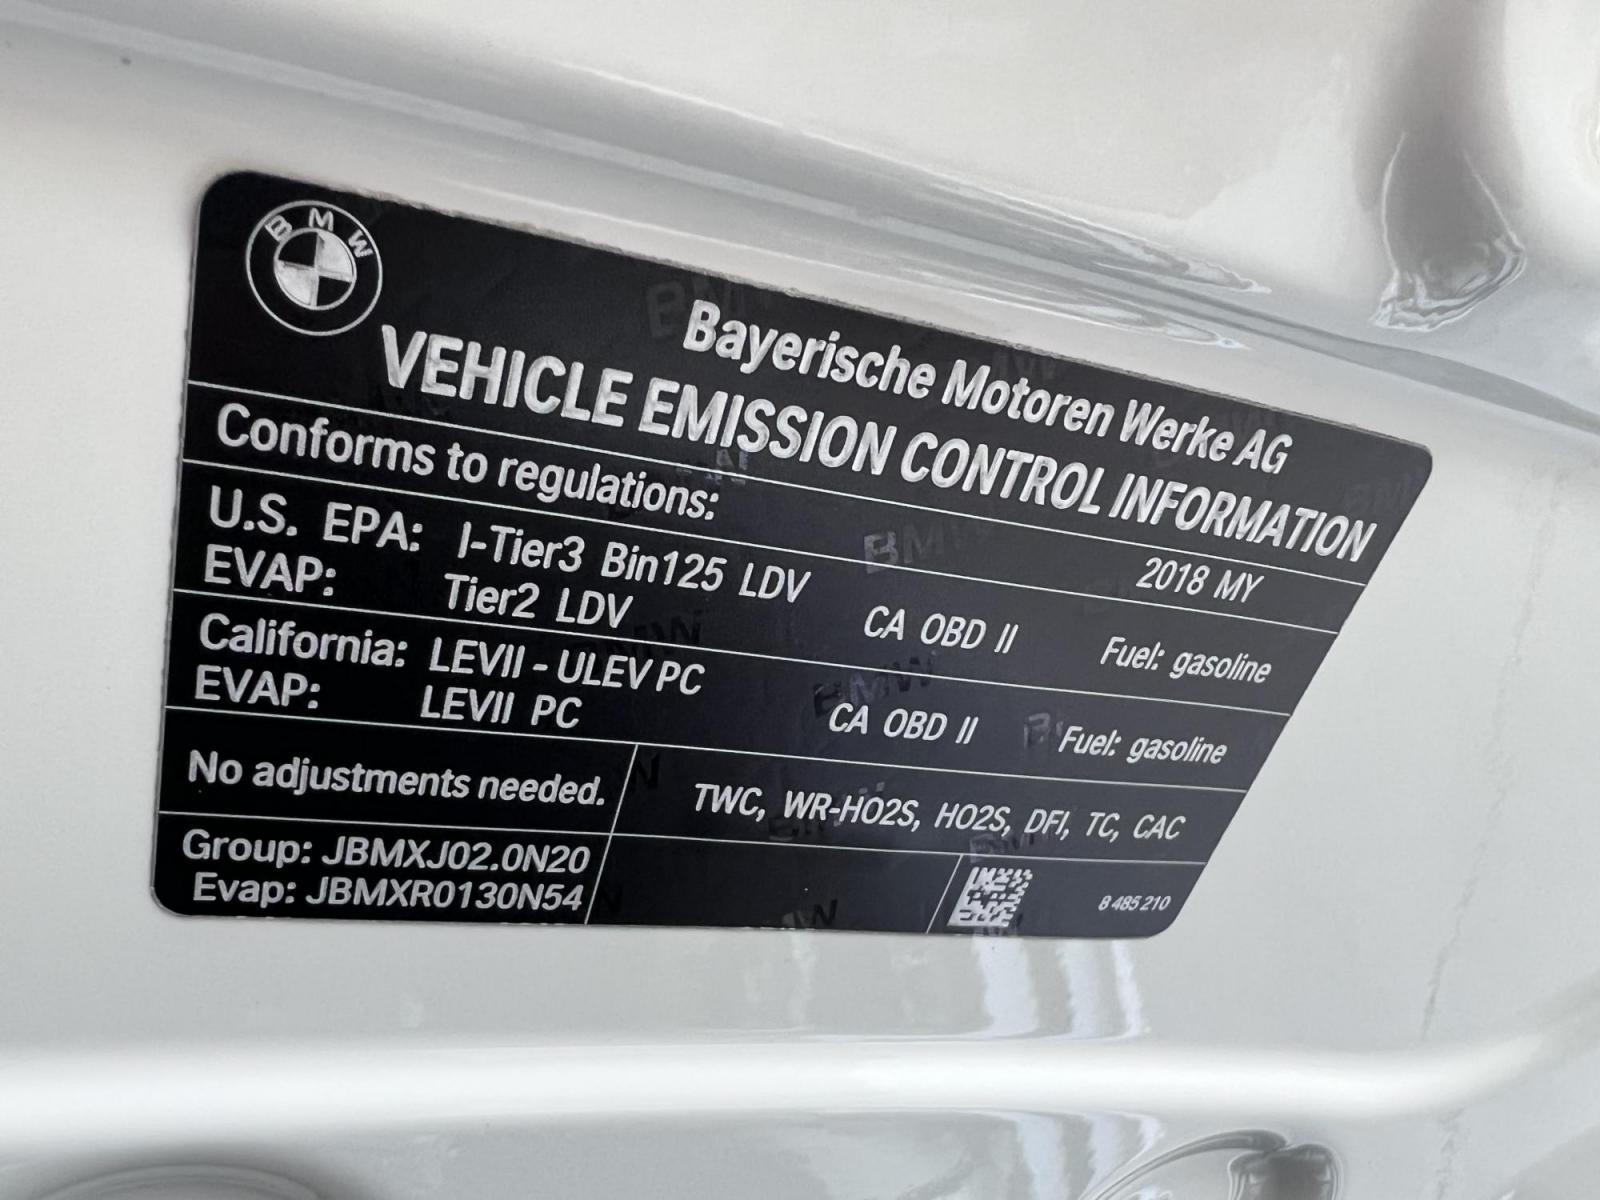 BMW
Bayerische Motoren Werke AG
VEHICLE EMISSION CONTROL INFORMATION
Conforms to regulations: 2018 MY
U.S. EPA: I-Tier3 Bin125 LDV
EVAP: Tier2 LDV CA OBD II Fuel: gasoline
California: LEVII - ULEV PC
EVAP: LEVII PC CA OBD II Fuel: gasoline
No adjustments needed. TWC, WR-HO2S, HO2S, DFI, TC, CAC
Group: JBMXJ02.0N20
Evap: JBMXR0130N54 8 485 210